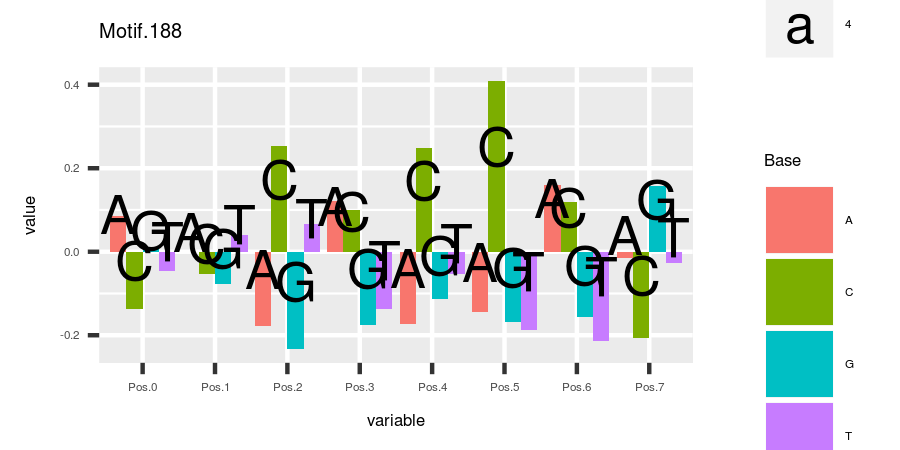 Motif.188
a 4
0.4
0.2
0.0
-0.2
value
A C G T A C G T A C G T A C G T A C G T A C G T A C G T A C G T
Pos.0 Pos.1 Pos.2 Pos.3 Pos.4 Pos.5 Pos.6 Pos.7
variable
Base
A
C
G
T